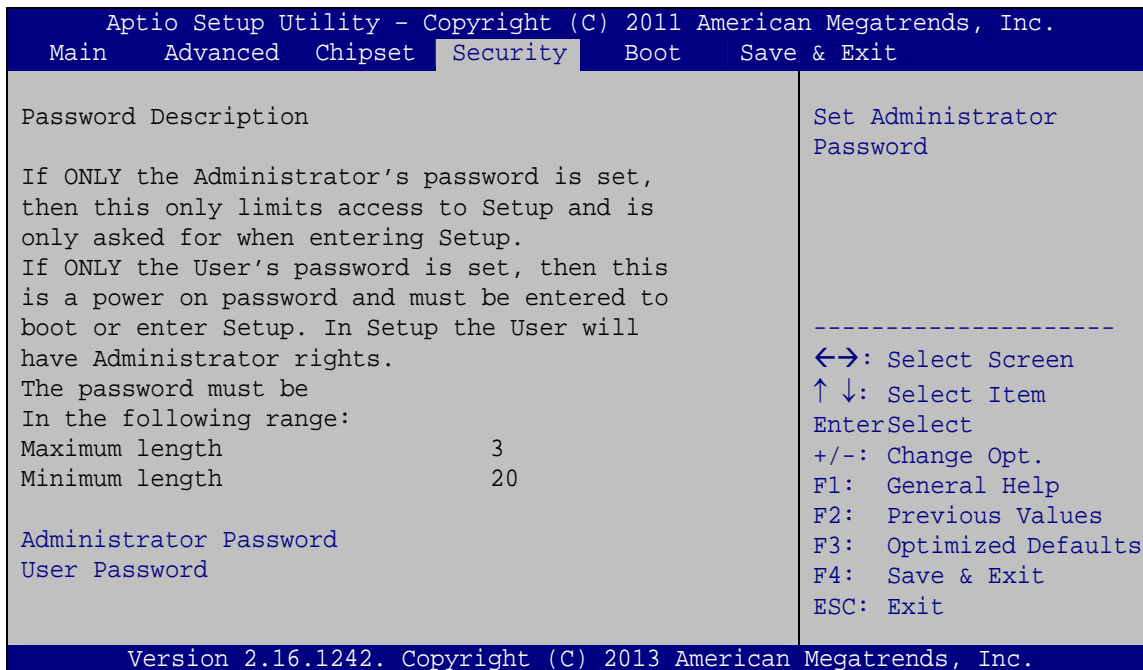 Aptio Setup Utility – Copyright (C) 2011 American Megatrends, Inc.
Main Advanced Chipset Security Boot Save & Exit
Password Description
If ONLY the Administrator's password is set,
then this only limits access to Setup and is
only asked for when entering Setup.
If ONLY the User's password is set, then this
is a power on password and must be entered to
boot or enter Setup. In Setup the User will
have Administrator rights.
The password must be
In the following range:
Maximum length 3
Minimum length 20
Administrator Password
User Password
Set Administrator
Password
---------------------
←→: Select Screen
↑ ↓: Select Item
EnterSelect
+/-: Change Opt.
F1: General Help
F2: Previous Values
F3: Optimized Defaults
F4: Save & Exit
ESC: Exit
Version 2.16.1242. Copyright (C) 2013 American Megatrends, Inc.